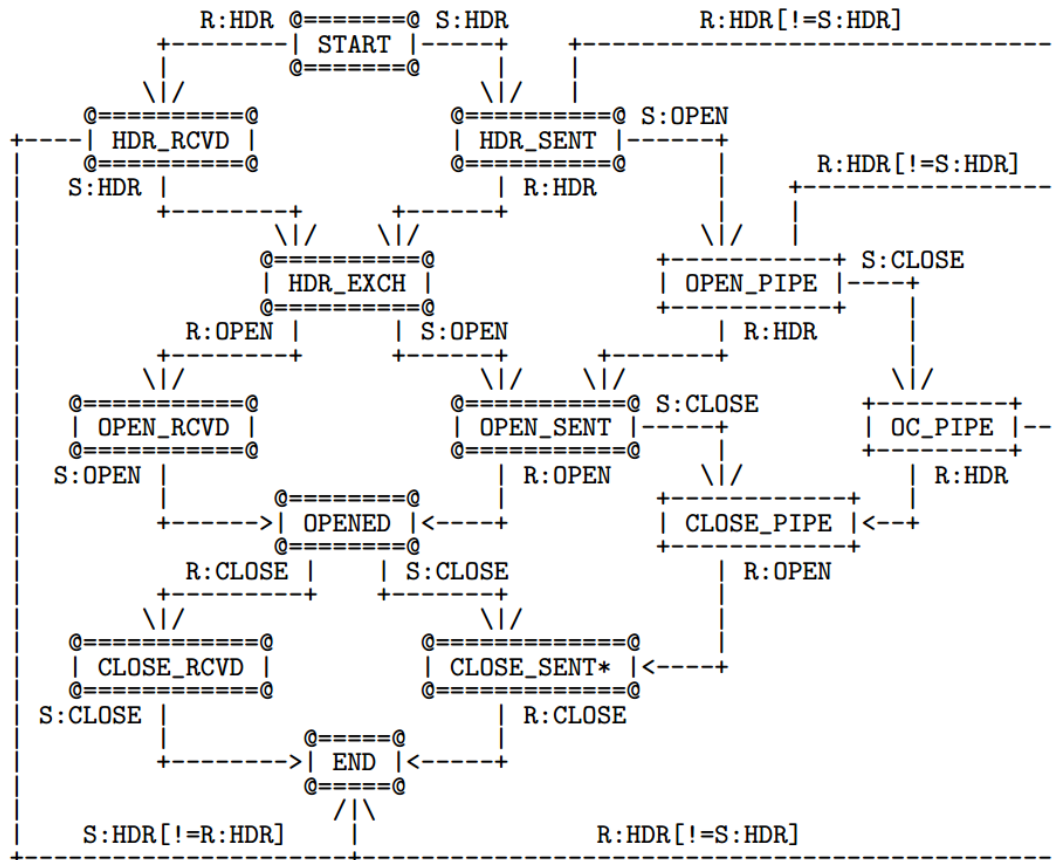 R:HDR @=======@ S:HDR R:HDR[!=S:HDR]
+--------| START |-----+ +--------------------------------
| @=======@ | |
\|/ \|/ |
@==========@ @==========@ S:OPEN
+----| HDR_RCVD | | HDR_SENT |------+
| @==========@ @==========@ | R:HDR[!=S:HDR]
| S:HDR | | R:HDR | +-----------------
| +--------+ +------+ | |
| \|/ \|/ \|/ |
| @==========@ +-----------+ S:CLOSE
| | HDR_EXCH | | OPEN_PIPE |----+
| @==========@ +-----------+ |
| R:OPEN | | S:OPEN | R:HDR |
| +--------+ +------+ +-------+ |
| \|/ \|/ \|/ \|/
| @===========@ @===========@ S:CLOSE +---------+
| | OPEN_RCVD | | OPEN_SENT |-----+ | OC_PIPE |--
| @===========@ @===========@ | +---------+
| S:OPEN | | R:OPEN \|/ | R:HDR
| | @========@ | +------------+ |
| +------>| OPENED |<----+ | CLOSE_PIPE |<--+
| @========@ +------------+
| R:CLOSE | | S:CLOSE | R:OPEN
| +---------+ +-------+ |
| \|/ \|/ |
| @============@ @=============@ |
| | CLOSE_RCVD | | CLOSE_SENT* |<----+
| @============@ @=============@
| S:CLOSE | | R:CLOSE
| | @=====@ |
| +-------->| END |<-----+
| @=====@
| /|\
| S:HDR[!=R:HDR] | R:HDR[!=S:HDR]
+-----------------------+----------------------------------------------